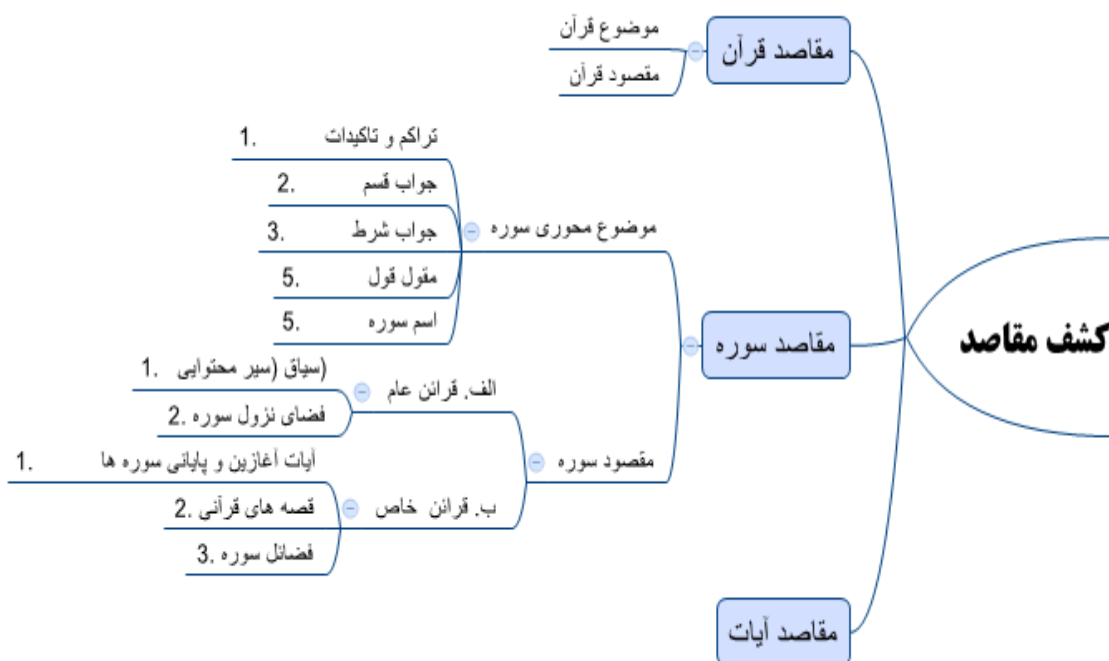 کشف مقاصد
مقاصد قرآن
موضوع قرآن
مقصود قرآن
مقاصد سوره
موضوع محوری سوره
1. تراکم و تاکیدات
2. جواب قسم
3. جواب شرط
5. مقول قول
5. اسم سوره
مقصود سوره
الف. قرائن عام
1. سیاق (سیر محتوایی)
2. فضای نزول سوره
ب. قرائن خاص
1. آیات آغازین و پایانی سوره ها
2. قصه های قرآنی
3. فضائل سوره
مقاصد آیات